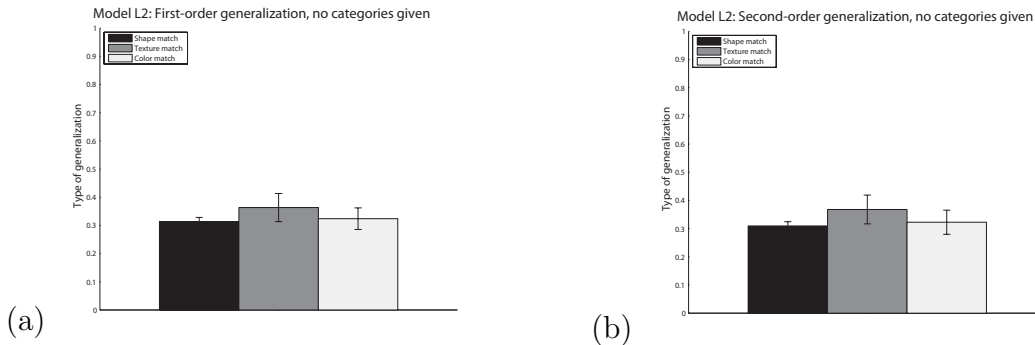 Model L2: First-order generalization, no categories given
Shape match
Texture match
Color match
Type of generalization
1
0.9
0.8
0.7
0.6
0.5
0.4
0.3
0.2
0.1
0
(a)
Model L2: Second-order generalization, no categories given
Shape match
Texture match
Color match
Type of generalization
1
0.9
0.8
0.7
0.6
0.5
0.4
0.3
0.2
0.1
0
(b)